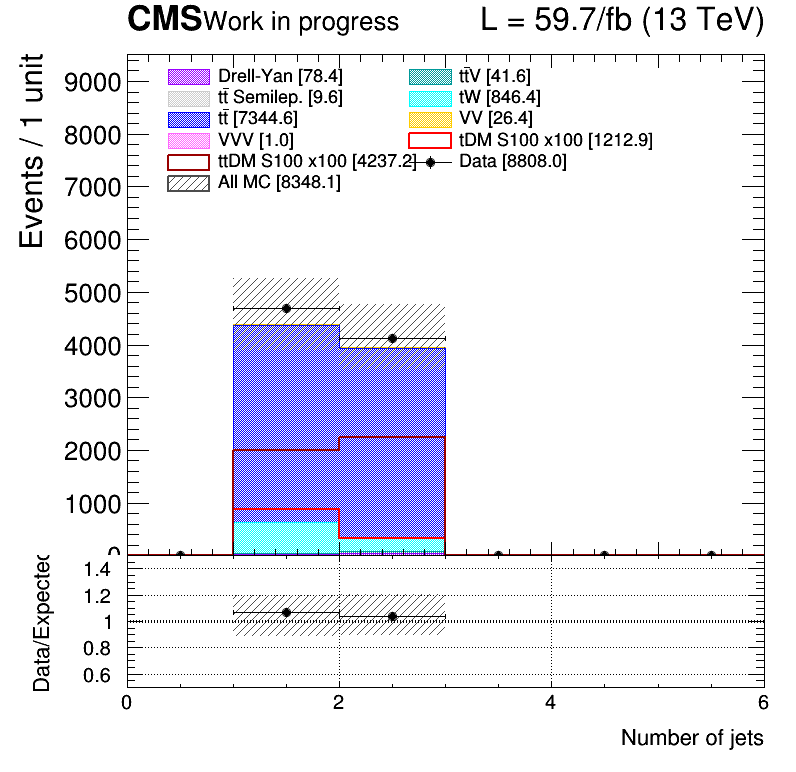 CMS Work in progress L = 59.7/fb (13 TeV)
Events / 1 unit
9000
8000
7000
6000
5000
4000
3000
2000
1000
0
Drell-Yan [78.4]
tt̄ Semilep. [9.6]
tt̄ [7344.6]
VVV [1.0]
ttDM S100 x100 [4237.2]
All MC [8348.1]
tt̄V [41.6]
tW [846.4]
VV [26.4]
tDM S100 x100 [1212.9]
Data [8808.0]
Data/Expected
1.4
1.2
1
0.8
0.6
0 2 4 6
Number of jets